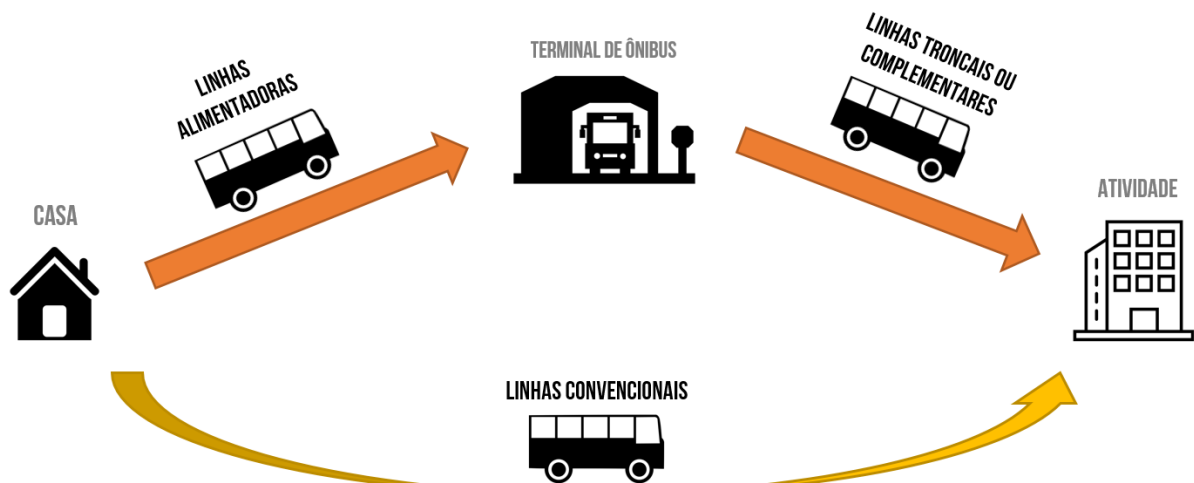 TERMINAL DE ÔNIBUS
LINHAS
ALIMENTADORAS
LINHAS TRONCAIS OU
COMPLEMENTARES
CASA
ATIVIDADE
LINHAS CONVENCIONAIS